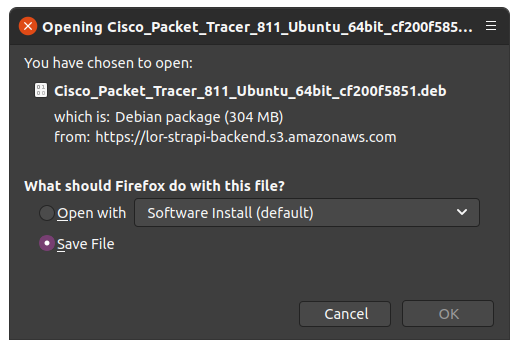 Opening Cisco_Packet_Tracer_811_Ubuntu_64bit_cf200f585...
You have chosen to open:
Cisco_Packet_Tracer_811_Ubuntu_64bit_cf200f5851.deb
which is: Debian package (304 MB)
from: https://lor-strapi-backend.s3.amazonaws.com
What should Firefox do with this file?
Open with Software Install (default)
Save File
Cancel OK